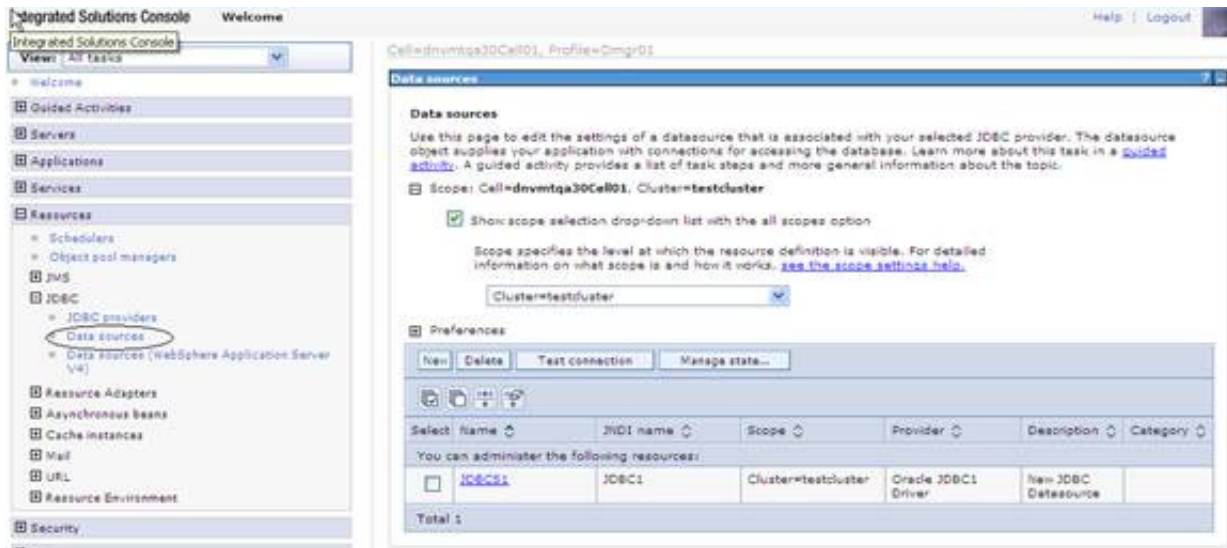 Integrated Solutions Console Welcome Help | Logout
Integrated Solutions Console
View: All tasks
Welcome
Guided Activities
Servers
Applications
Services
Resources
Schedulers
Object pool managers
JMS
JDBC
JDBC providers
Data sources
Data sources (WebSphere Application Server V4)
Resource Adapters
Asynchronous beans
Cache instances
Mail
URL
Resource Environment
Security
Cell=dnvmtqa30Cell01, Profile=Dmgr01
Data sources ?
Data sources
Use this page to edit the settings of a datasource that is associated with your selected JDBC provider. The datasource
object supplies your application with connections for accessing the database. Learn more about this task in a guided
activity. A guided activity provides a list of task steps and more general information about the topic.
Scope: Cell=dnvmtqa30Cell01, Cluster=testcluster
Show scope selection drop-down list with the all scopes option
Scope specifies the level at which the resource definition is visible. For detailed
information on what scope is and how it works, see the scope settings help.
Cluster=testcluster
Preferences
New Delete Test connection Manage state...
Select Name JNDI name Scope Provider Description Category
You can administer the following resources:
JDBCS1 JDBC1 Cluster=testcluster Oracle JDBC1 Driver New JDBC Datasource
Total 1